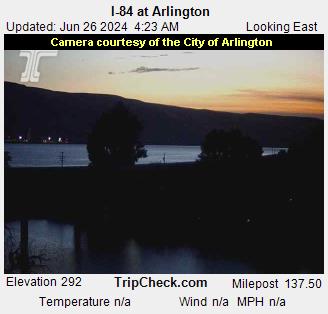 I-84 at Arlington
Updated: Jun 26 2024 4:23 AM Looking East
Camera courtesy of the City of Arlington
Elevation 292 TripCheck.com Milepost 137.50
Temperature n/a Wind n/a MPH n/a